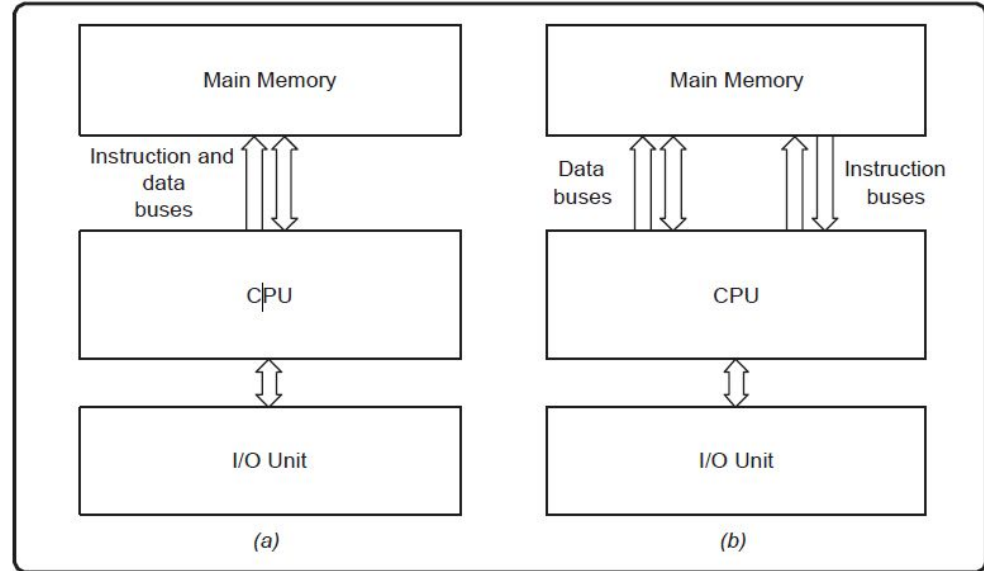 Main Memory
Instruction and
data
buses
CPU
I/O Unit
(a)
Main Memory
Data
buses
Instruction
buses
CPU
I/O Unit
(b)